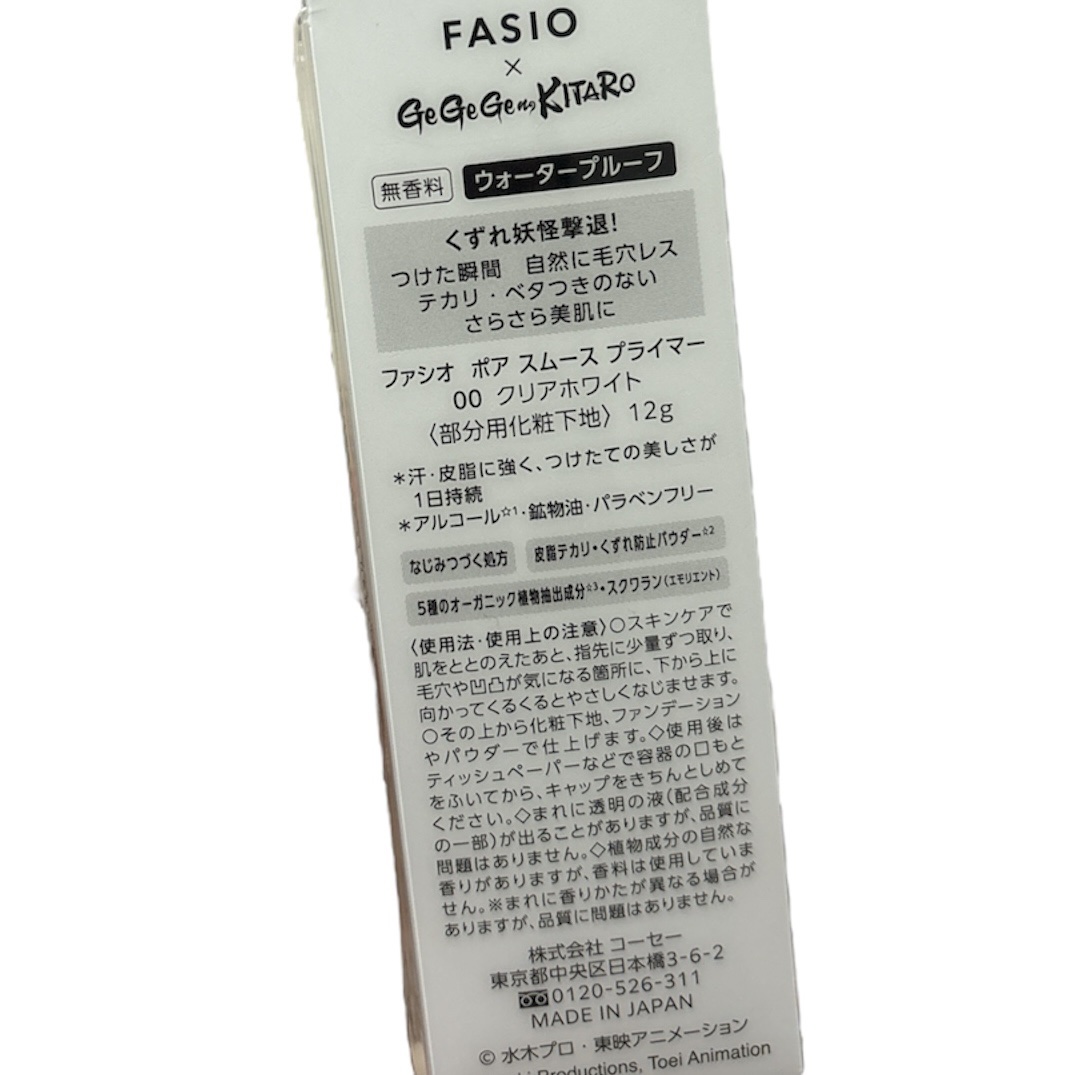 FASIO
×
GeGeGe no KITARO
無香料 ウォータープルーフ
くずれ妖怪撃退!
つけた瞬間 自然に毛穴レス
テカリ・ベタつきのない
さらさら美肌に
ファシオ ポア スムース プライマー
00 クリアホワイト
〈部分用化粧下地〉 12g
*汗・皮脂に強く、つけたての美しさが
1日持続
*アルコール☆1・鉱物油・パラベンフリー
なじみつづく処方 皮脂テカリ・くずれ防止パウダー☆2
5種のオーガニック植物抽出成分☆3・スクワラン(エモリエント)
〈使用法・使用上の注意〉○スキンケアで
肌をととのえたあと、指先に少量ずつ取り、
毛穴や凹凸が気になる箇所に、下から上に
向かってくるくるとやさしくなじませます。
○その上から化粧下地、ファンデーション
やパウダーで仕上げます。◇使用後は
ティッシュペーパーなどで容器の口もと
をふいてから、キャップをきちんとしめて
ください。◇まれに透明の液(配合成分
の一部)が出ることがありますが、品質に
問題はありません。◇植物成分の自然な
香りがありますが、香料は使用していま
せん。※まれに香りかたが異なる場合が
ありますが、品質に問題はありません。
株式会社 コーセー
東京都中央区日本橋3-6-2
0120-526-311
MADE IN JAPAN
© 水木プロ・東映アニメーション
Productions, Toei Animation